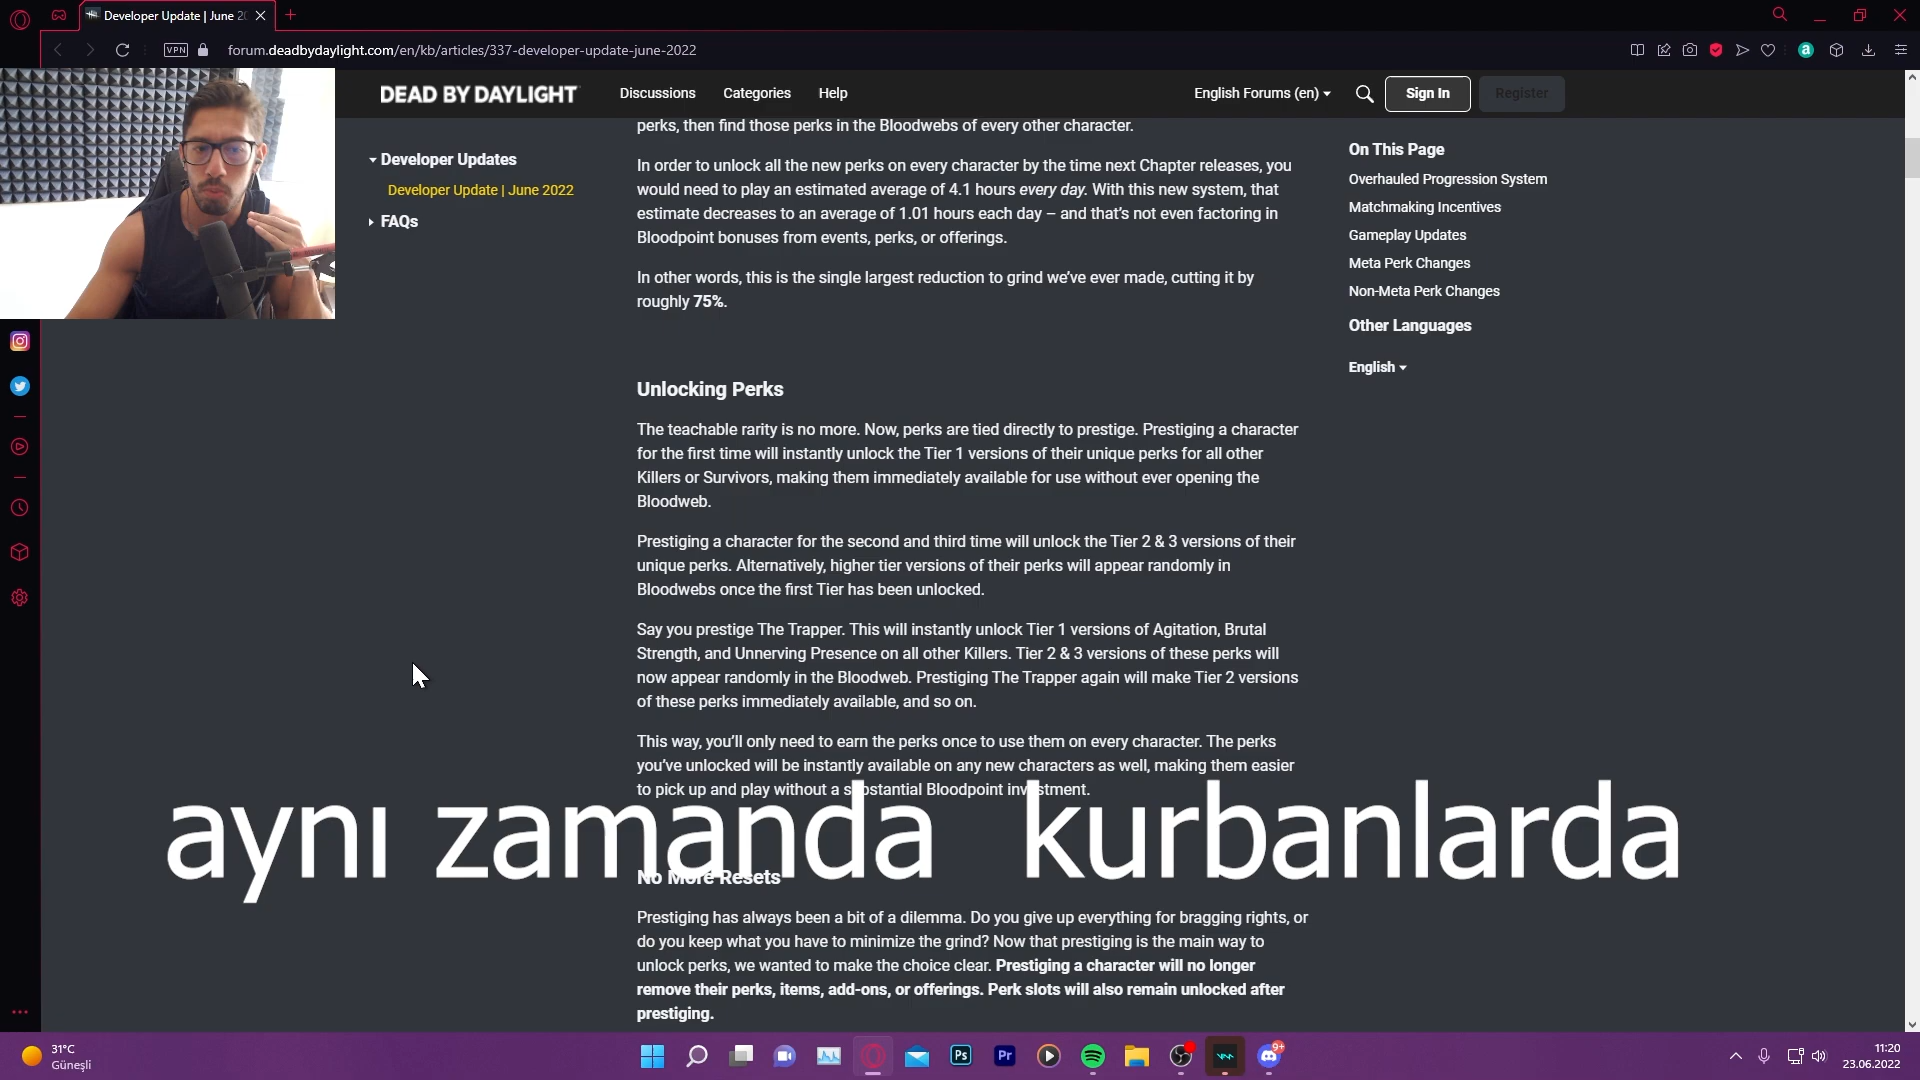 Developer Update | June 20
VPN
forum.deadbydaylight.com/en/kb/articles/337-developer-update-june-2022
DEAD BY DAYLIGHT
Discussions
Categories
Help
English Forums (en)
Sign In
Register
Developer Updates
Developer Update | June 2022
FAQs
perks, then find those perks in the Bloodwebs of every other character.
In order to unlock all the new perks on every character by the time next Chapter releases, you
would need to play an estimated average of 4.1 hours every day. With this new system, that
estimate decreases to an average of 1.01 hours each day – and that's not even factoring in
Bloodpoint bonuses from events, perks, or offerings.
In other words, this is the single largest reduction to grind we've ever made, cutting it by
roughly 75%.
Unlocking Perks
The teachable rarity is no more. Now, perks are tied directly to prestige. Prestiging a character
for the first time will instantly unlock the Tier 1 versions of their unique perks for all other
Killers or Survivors, making them immediately available for use without ever opening the
Bloodweb.
Prestiging a character for the second and third time will unlock the Tier 2 & 3 versions of their
unique perks. Alternatively, higher tier versions of their perks will appear randomly in
Bloodwebs once the first Tier has been unlocked.
Say you prestige The Trapper. This will instantly unlock Tier 1 versions of Agitation, Brutal
Strength, and Unnerving Presence on all other Killers. Tier 2 & 3 versions of these perks will
now appear randomly in the Bloodweb. Prestiging The Trapper again will make Tier 2 versions
of these perks immediately available, and so on.
This way, you'll only need to earn the perks once to use them on every character. The perks
you've unlocked will be instantly available on any new characters as well, making them easier
to pick up and play without a substantial Bloodpoint investment.
aynı zamanda kurbanlarda
No More Resets
Prestiging has always been a bit of a dilemma. Do you give up everything for bragging rights, or
do you keep what you have to minimize the grind? Now that prestiging is the main way to
unlock perks, we wanted to make the choice clear. Prestiging a character will no longer
remove their perks, items, add-ons, or offerings. Perk slots will also remain unlocked after
prestiging.
On This Page
Overhauled Progression System
Matchmaking Incentives
Gameplay Updates
Meta Perk Changes
Non-Meta Perk Changes
Other Languages
English
31°C
Güneşli
Ps
Pr
9+
11:20
23.06.2022